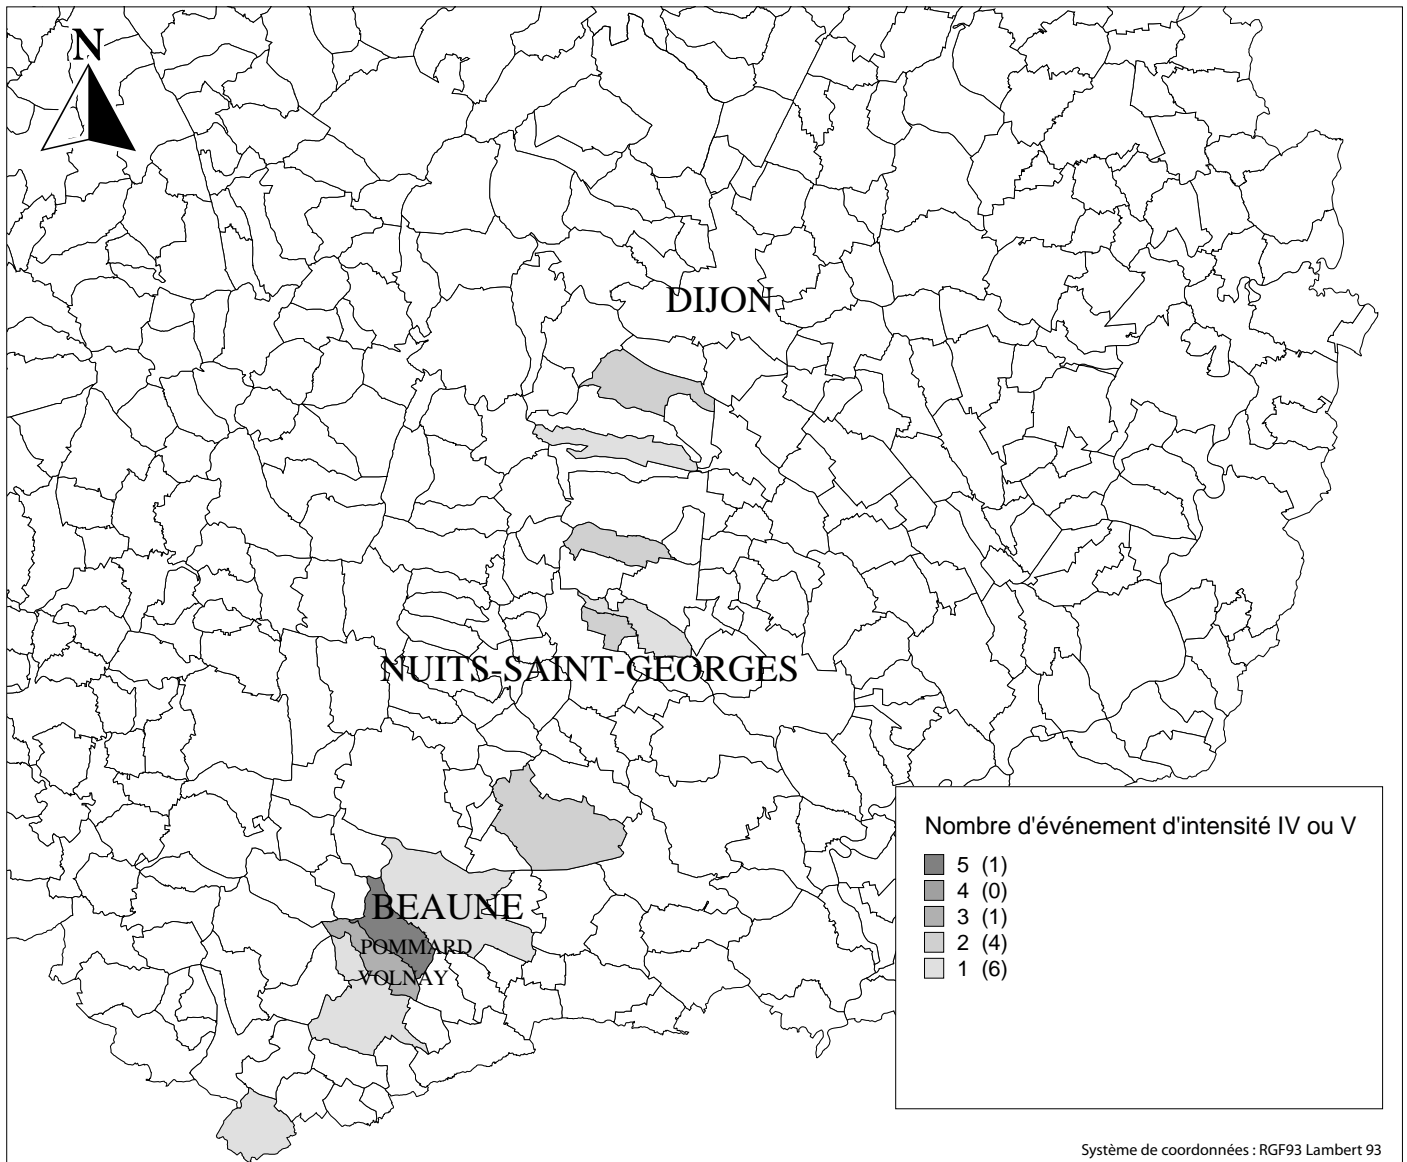 N
DIJON
NUITS-SAINT-GEORGES
BEAUNE
POMMARD
VOLNAY
Nombre d'événement d'intensité IV ou V
5 (1)
4 (0)
3 (1)
2 (4)
1 (6)
Système de coordonnées : RGF93 Lambert 93